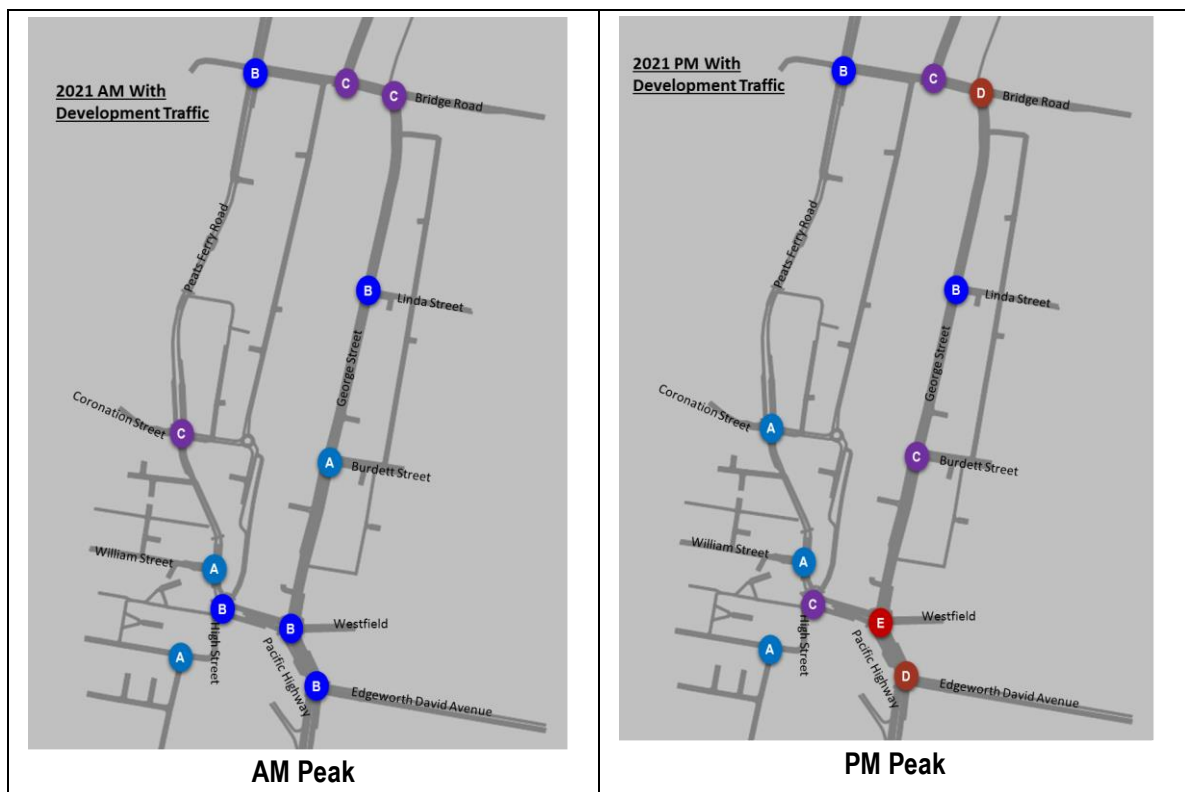 2021 AM With
Development Traffic
B
C
C
Bridge Road
Peats Ferry Road
B
Linda Street
George Street
Coronation Street
C
A
Burdett Street
William Street
A
B
High Street
B
Westfield
A
Pacific Highway
B
Edgeworth David Avenue
AM Peak
2021 PM With
Development Traffic
B
C
D
Bridge Road
Peats Ferry Road
B
Linda Street
George Street
Coronation Street
A
C
Burdett Street
William Street
A
C
High Street
E
Westfield
A
Pacific Highway
D
Edgeworth David Avenue
PM Peak